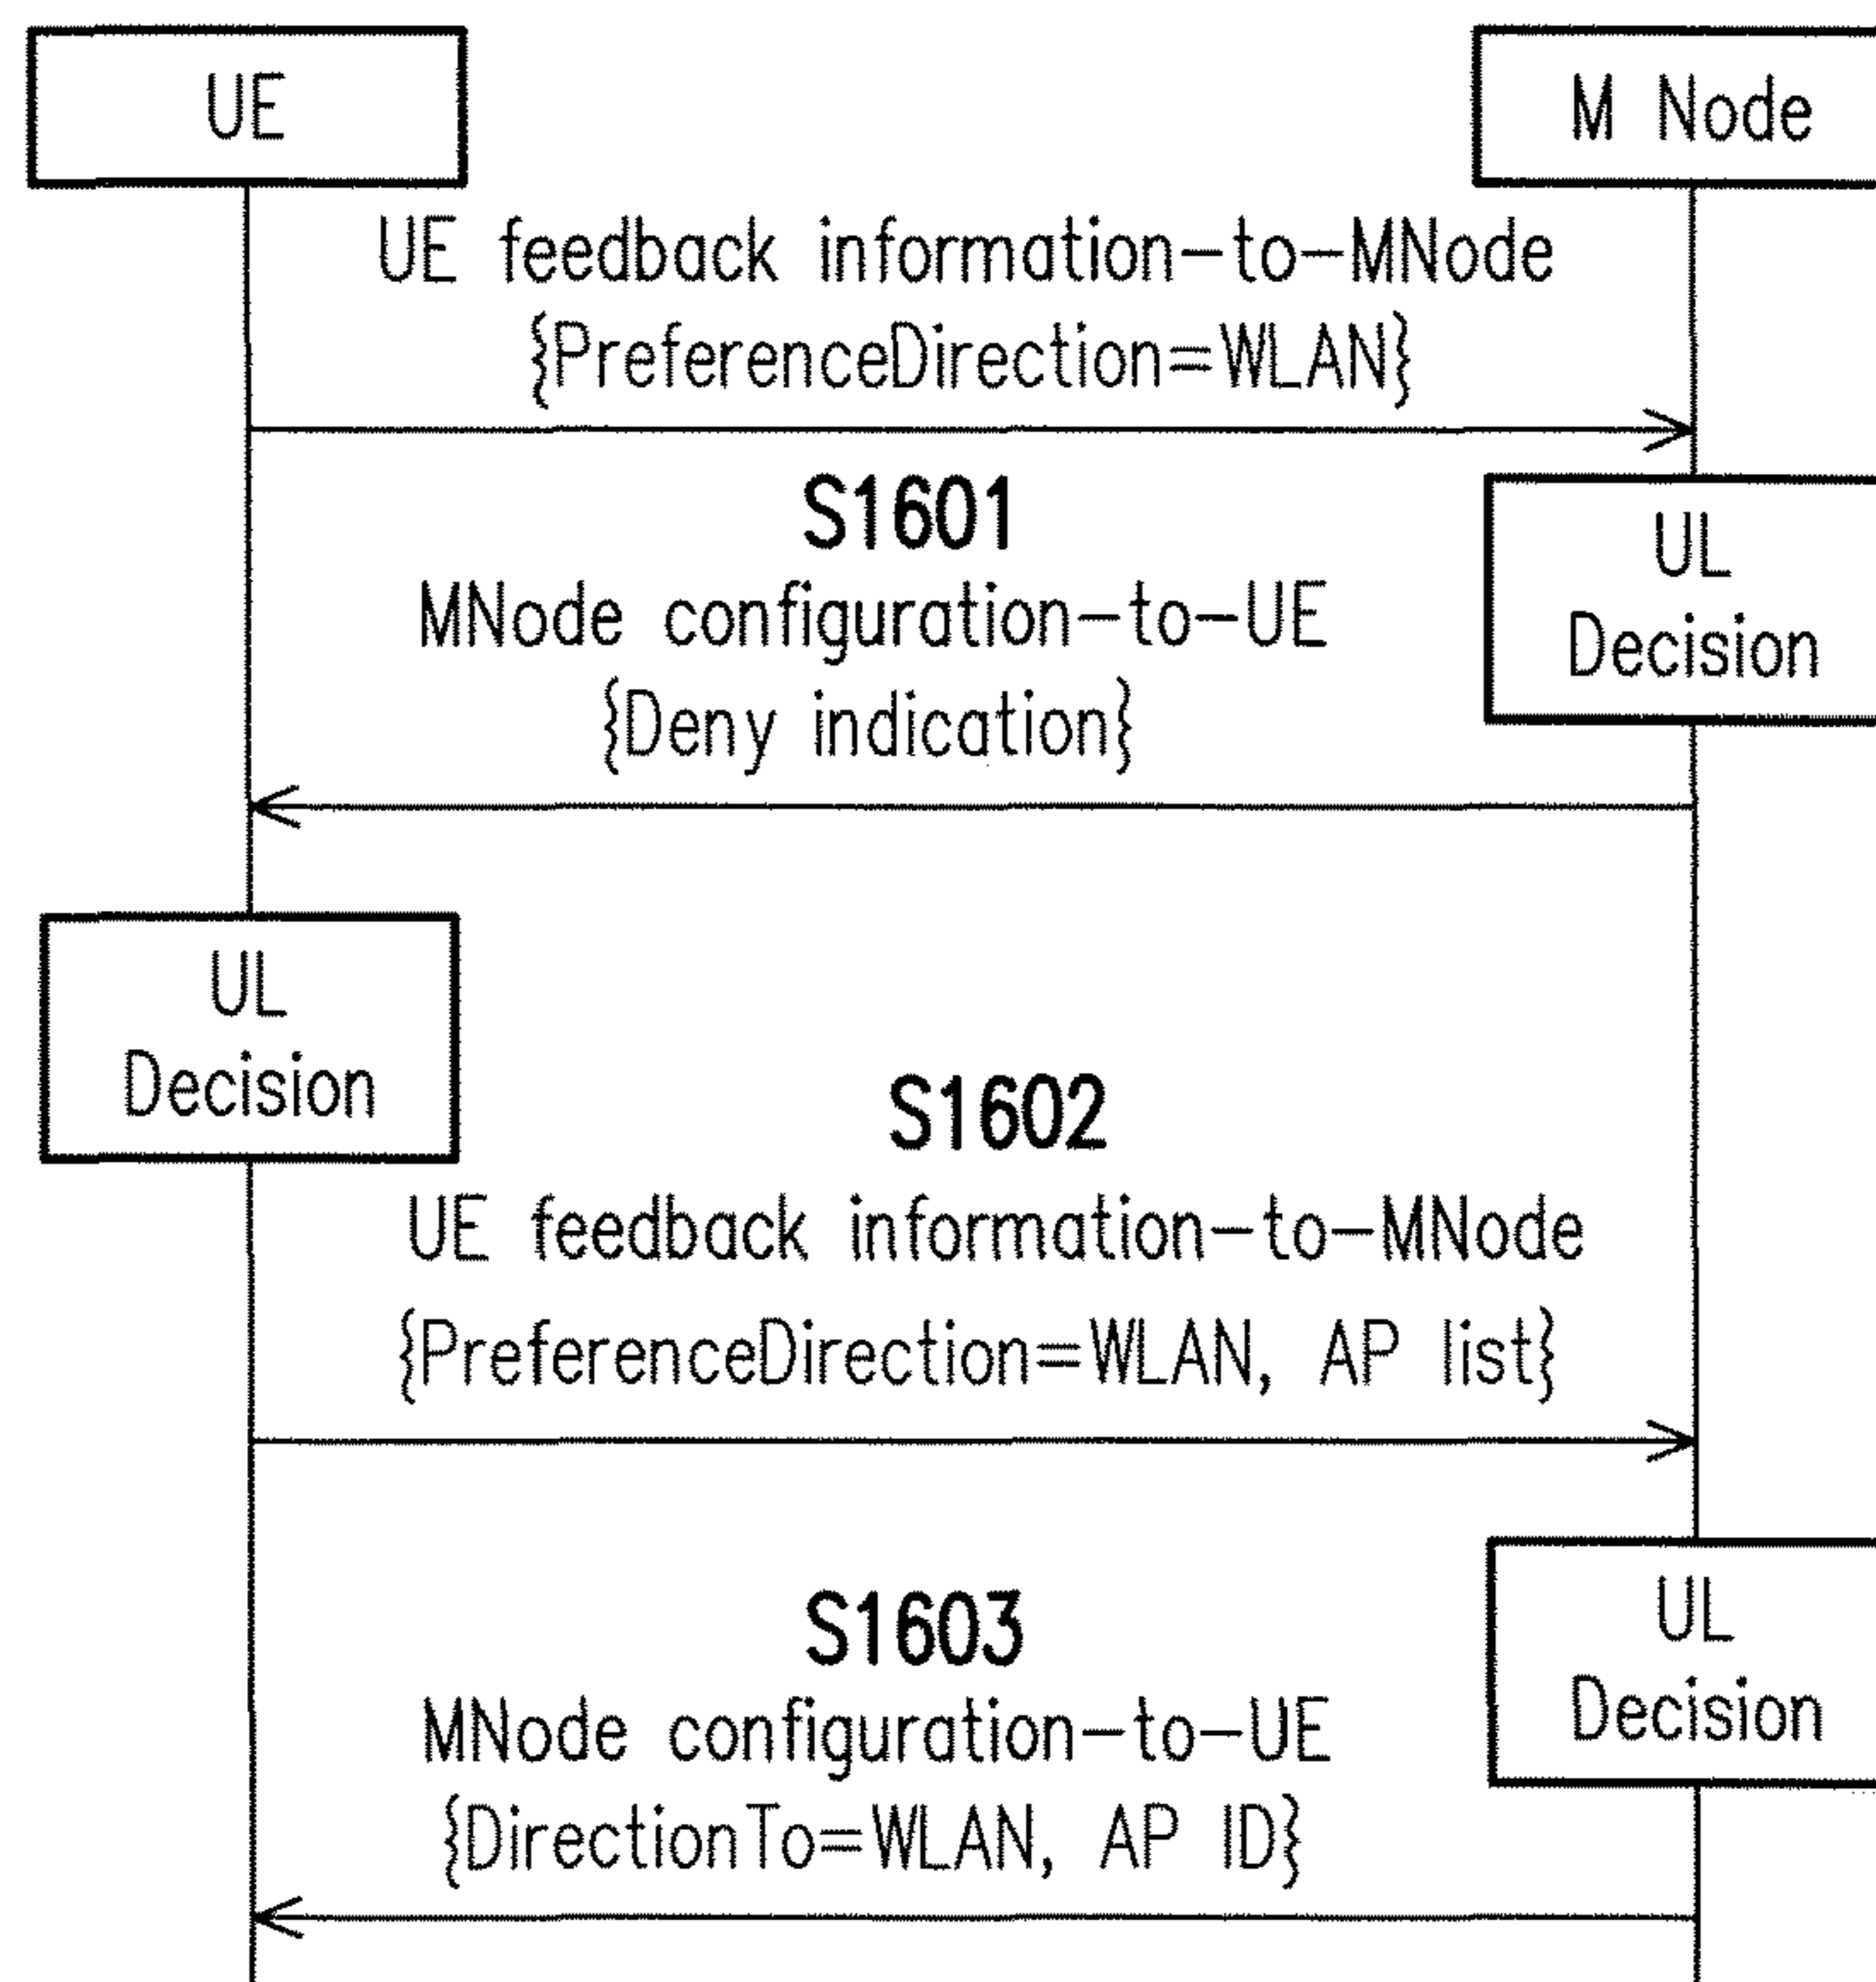 UE
M Node
UE feedback information-to-MNode
{PreferenceDirection=WLAN}
S1601
MNode configuration-to-UE
{Deny indication}
UL
Decision
UL
Decision
S1602
UE feedback information-to-MNode
{PreferenceDirection=WLAN, AP list}
S1603
MNode configuration-to-UE
{DirectionTo=WLAN, AP ID}
UL
Decision